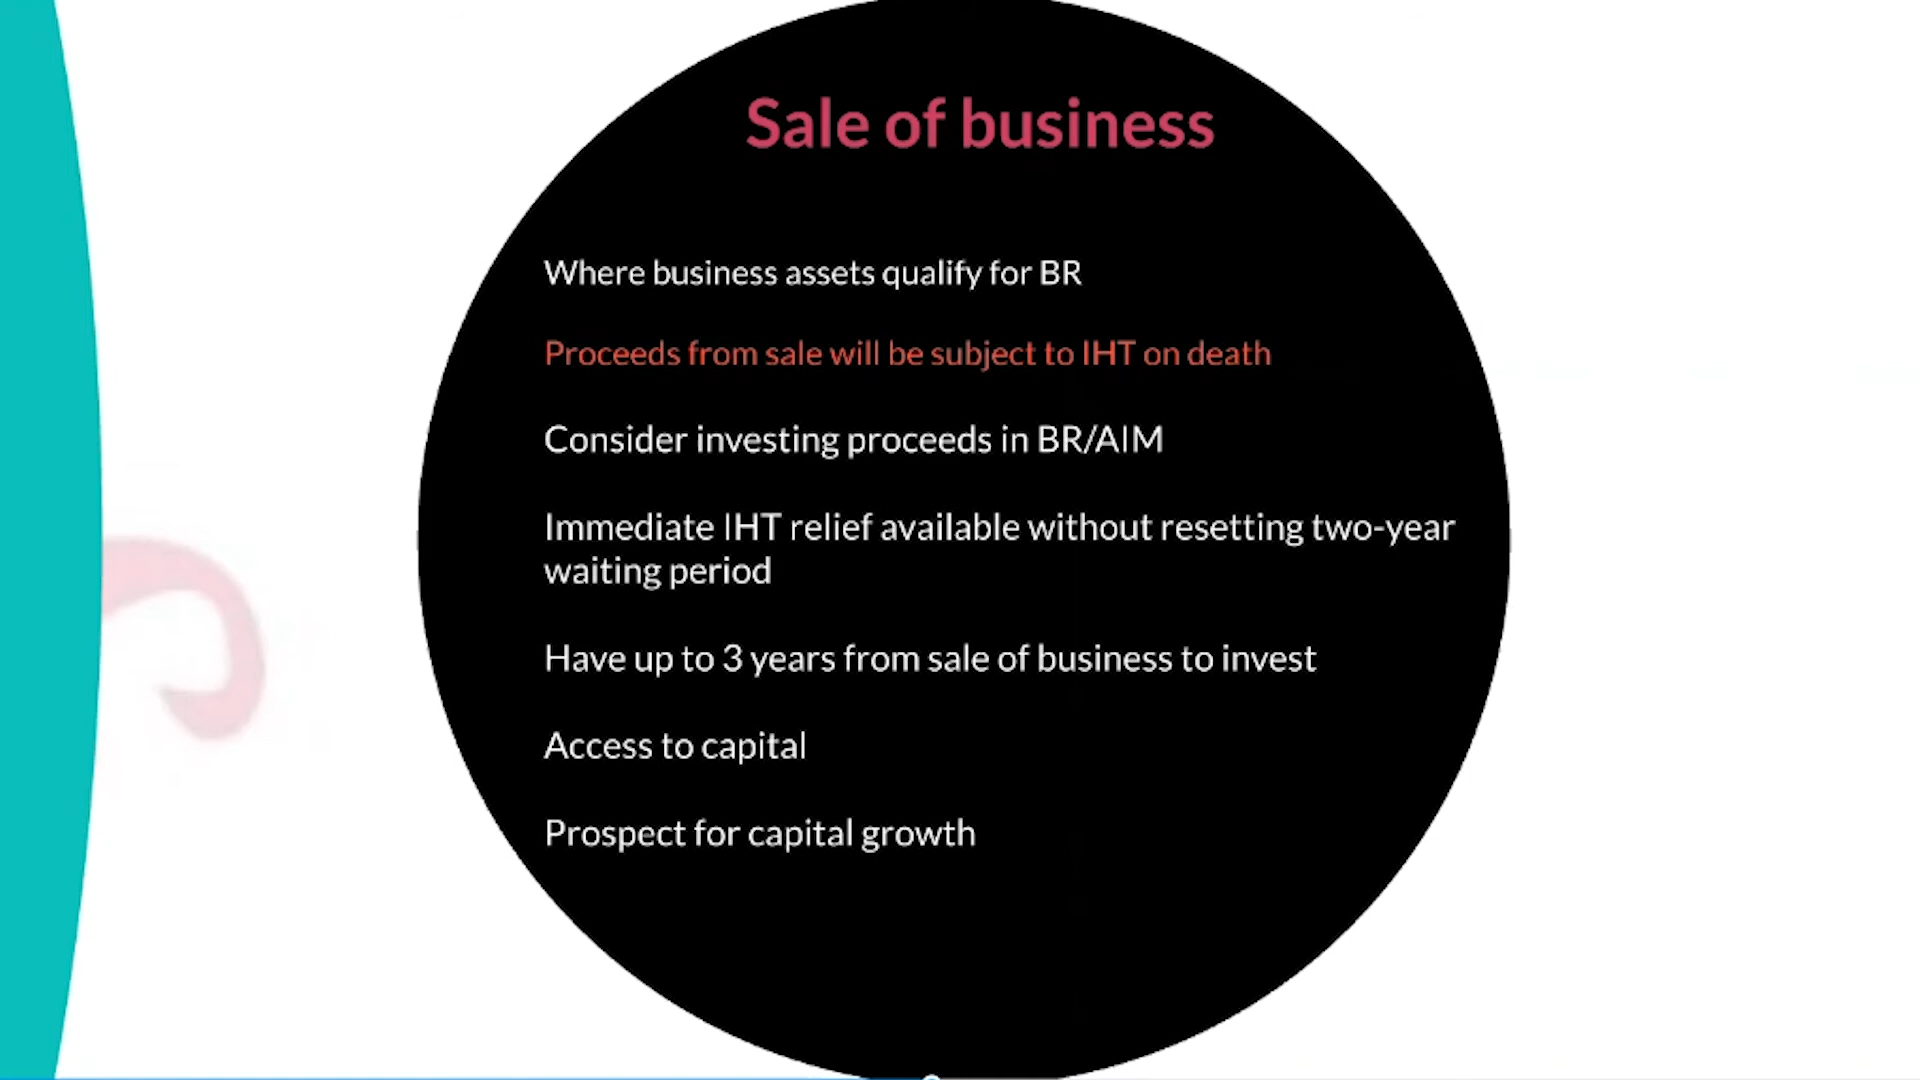 Sale of business
Where business assets qualify for BR
Proceeds from sale will be subject to IHT on death
Consider investing proceeds in BR/AIM
Immediate IHT relief available without resetting two-year
waiting period
Have up to 3 years from sale of business to invest
Access to capital
Prospect for capital growth